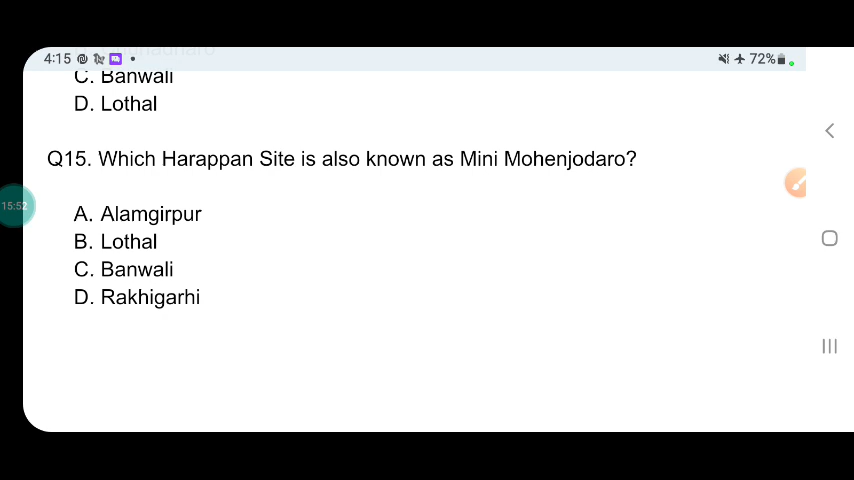 4:15
72%
C. Banwali
D. Lothal
Q15. Which Harappan Site is also known as Mini Mohenjodaro?
15:52
A. Alamgirpur
B. Lothal
C. Banwali
D. Rakhigarhi